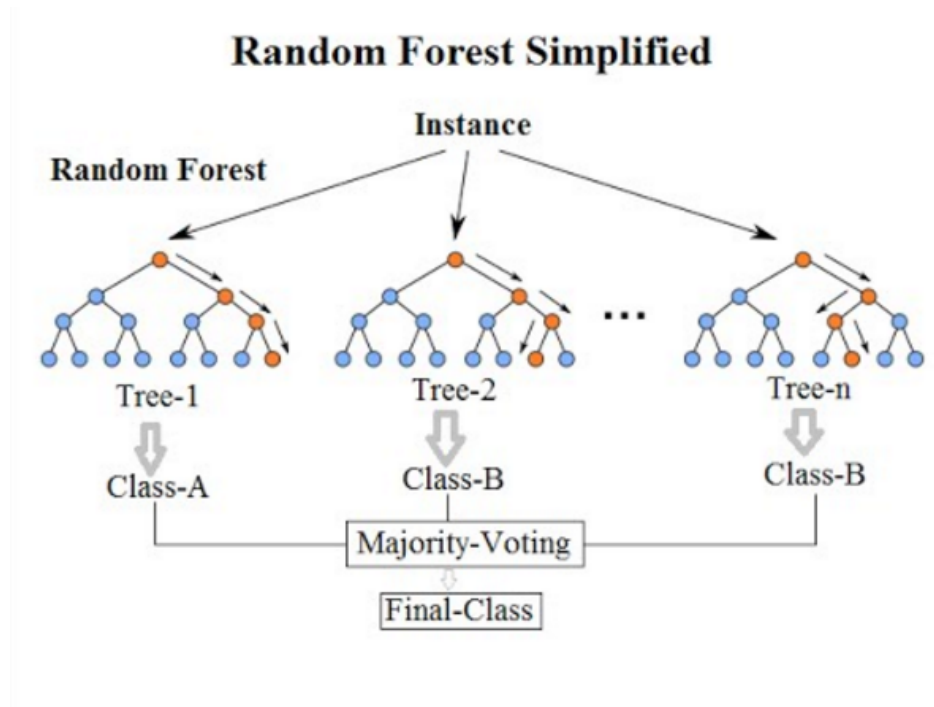 Random Forest Simplified
Instance
Random Forest
...
Tree-1
Tree-2
Tree-n
Class-A
Class-B
Class-B
Majority-Voting
Final-Class